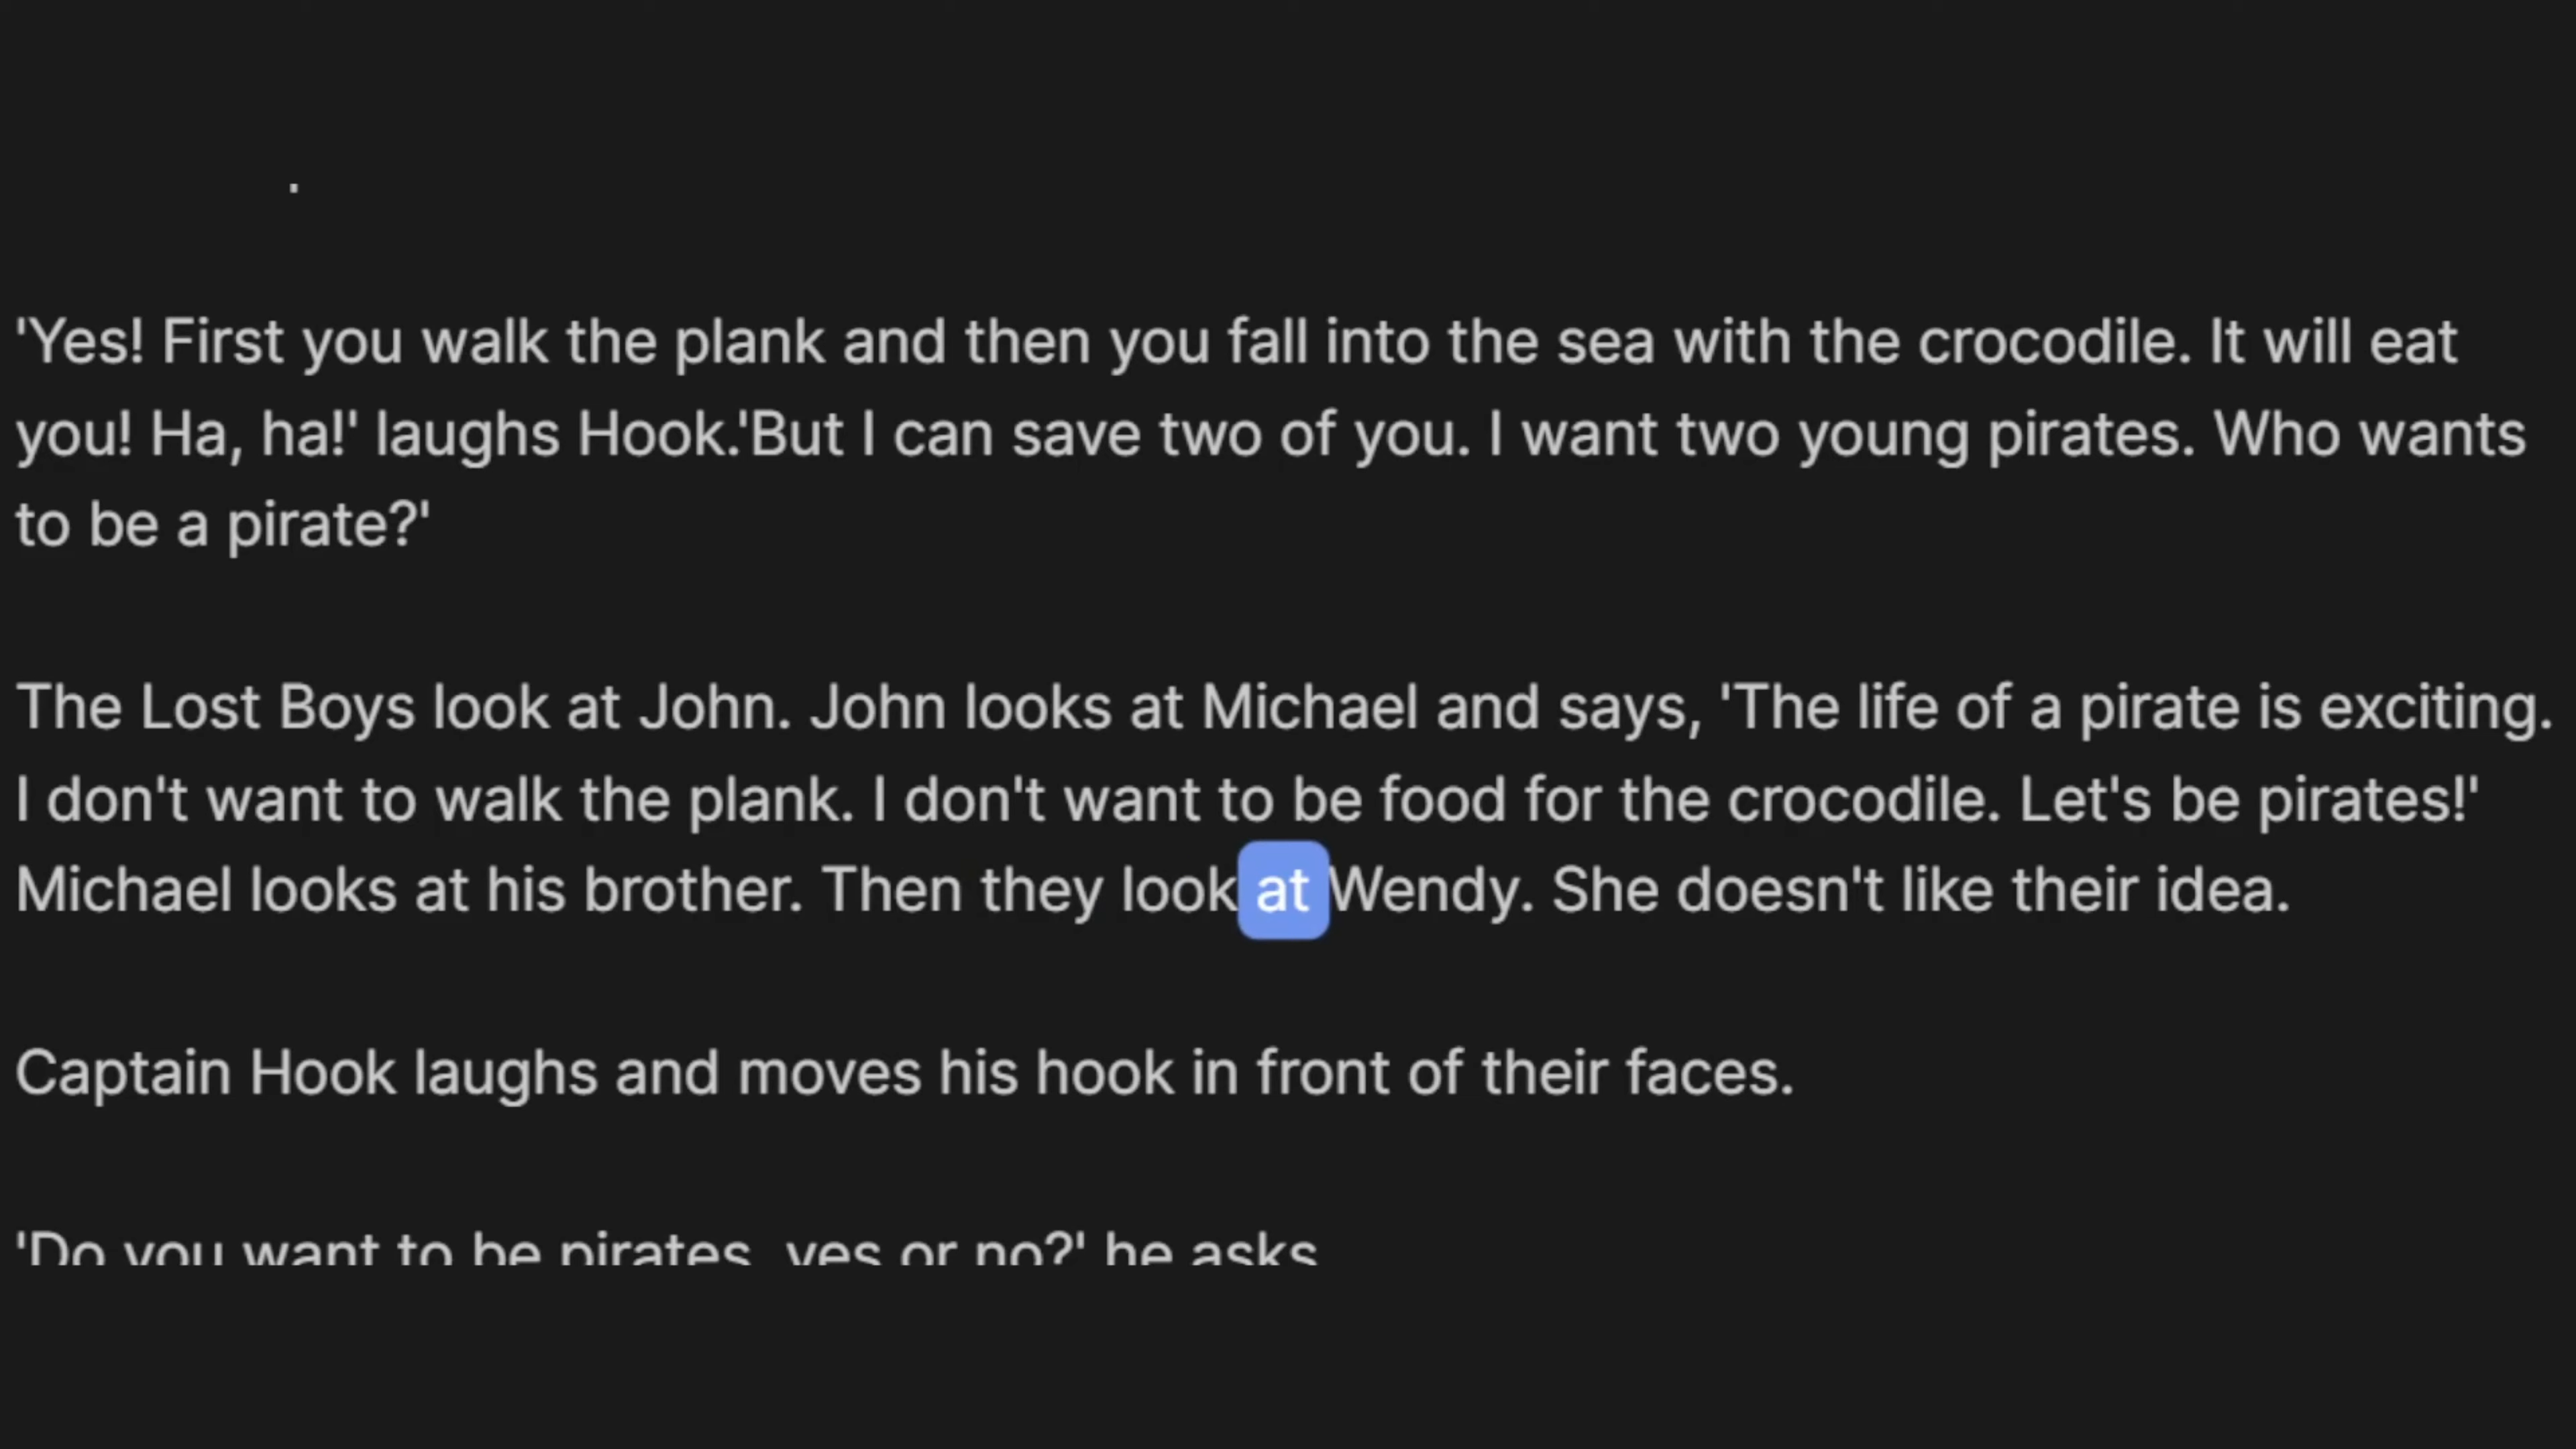 'Yes! First you walk the plank and then you fall into the sea with the crocodile. It will eat
you! Ha, ha!' laughs Hook.'But I can save two of you. I want two young pirates. Who wants
to be a pirate?'
The Lost Boys look at John. John looks at Michael and says, 'The life of a pirate is exciting.
I don't want to walk the plank. I don't want to be food for the crocodile. Let's be pirates!'
Michael looks at his brother. Then they look at Wendy. She doesn't like their idea.
Captain Hook laughs and moves his hook in front of their faces.
'Do you want to be pirates, yes or no?' he asks